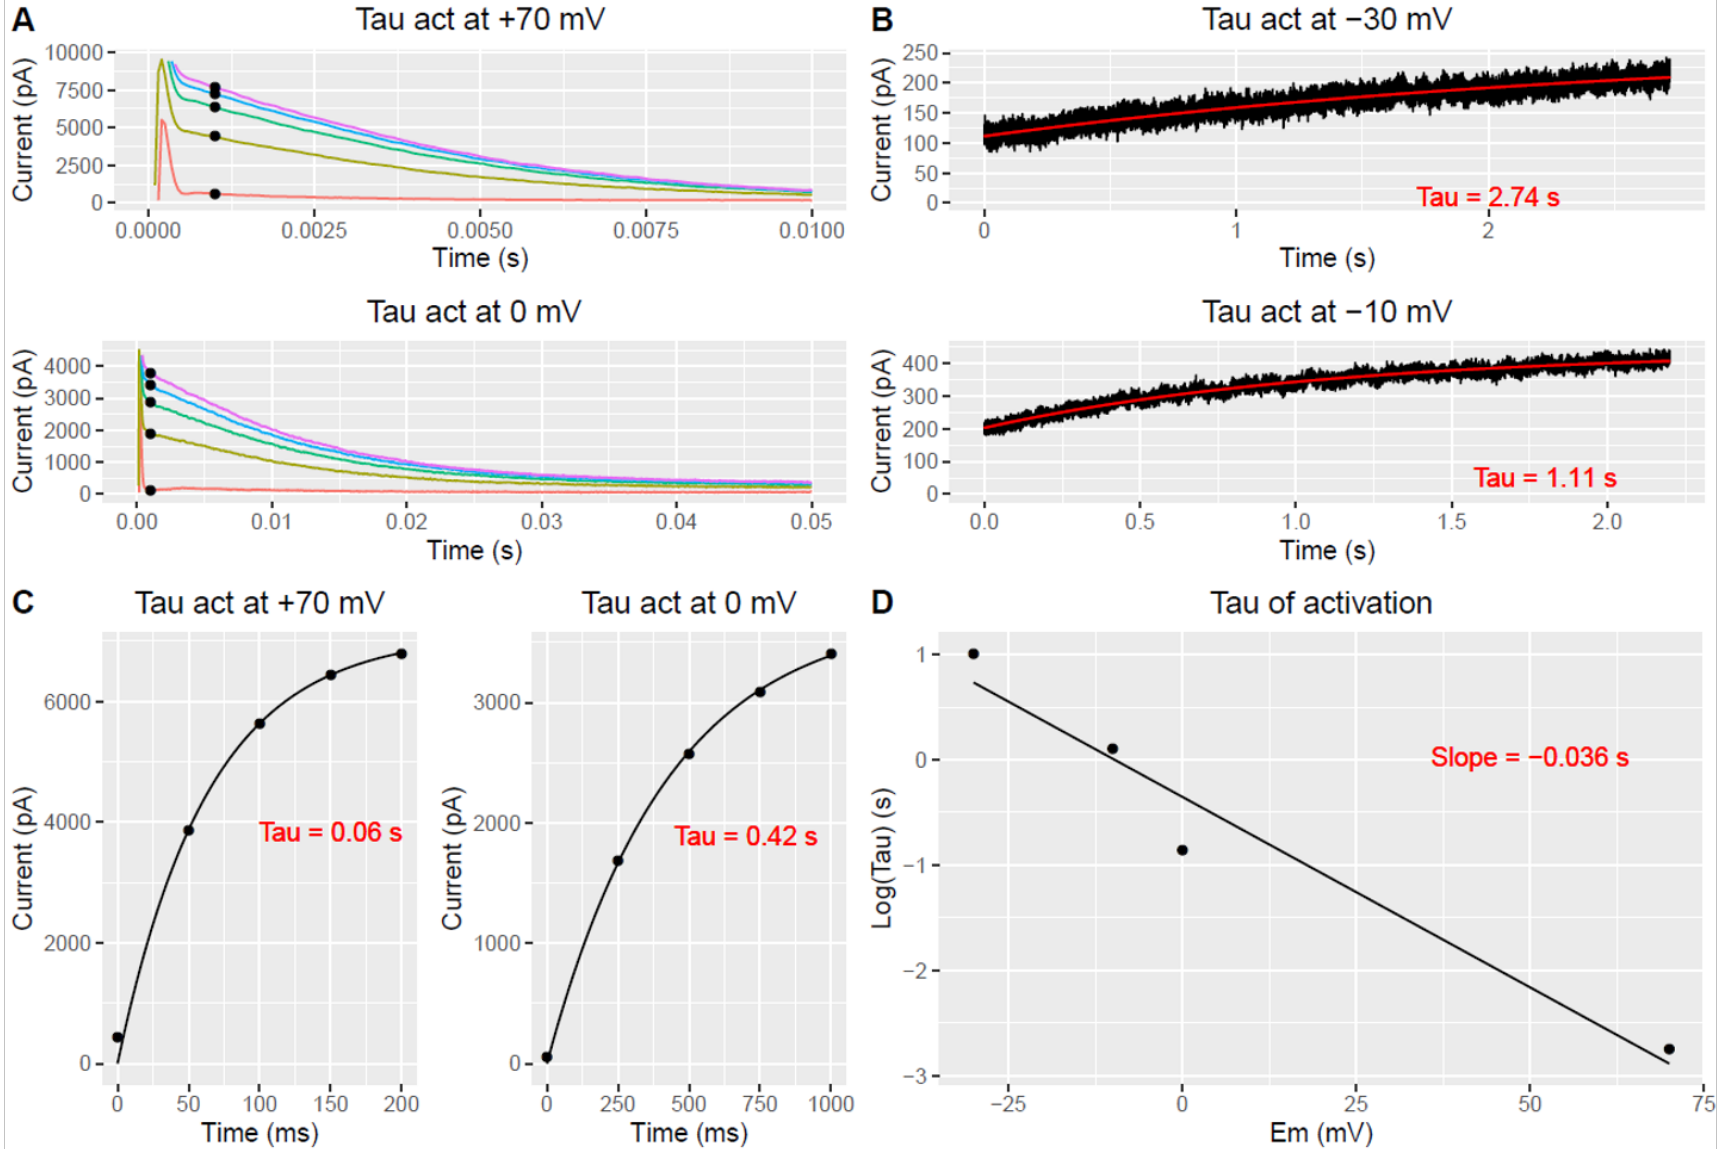 A
Tau act at +70 mV
Current (pA)
10000
7500
5000
2500
0
0.0000 0.0025 0.0050 0.0075 0.0100
Time (s)
Tau act at 0 mV
Current (pA)
4000
3000
2000
1000
0
0.00 0.01 0.02 0.03 0.04 0.05
Time (s)
B
Tau act at −30 mV
Current (pA)
250
200
150
100
50
0
Tau = 2.74 s
0 1 2
Time (s)
Tau act at −10 mV
Current (pA)
400
300
200
100
0
Tau = 1.11 s
0.0 0.5 1.0 1.5 2.0
Time (s)
C
Tau act at +70 mV
Current (pA)
6000
4000
2000
0
Tau = 0.06 s
0 50 100 150 200
Time (ms)
Tau act at 0 mV
Current (pA)
3000
2000
1000
0
Tau = 0.42 s
0 250 500 750 1000
Time (ms)
D
Tau of activation
Log(Tau) (s)
1
0
−1
−2
−3
Slope = −0.036 s
−25 0 25 50 75
Em (mV)